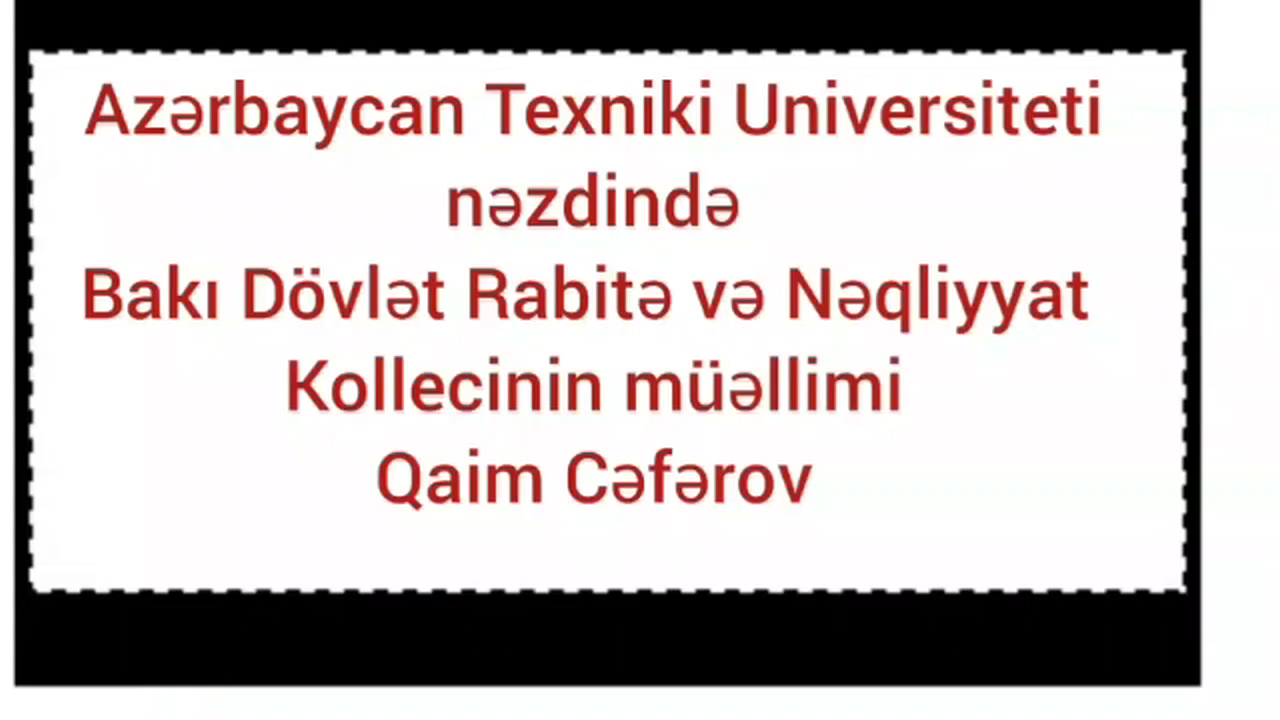 Azərbaycan Texniki Universiteti
nəzdində
Bakı Dövlət Rabitə və Nəqliyyat
Kollecinin müəllimi
Qaim Cəfərov